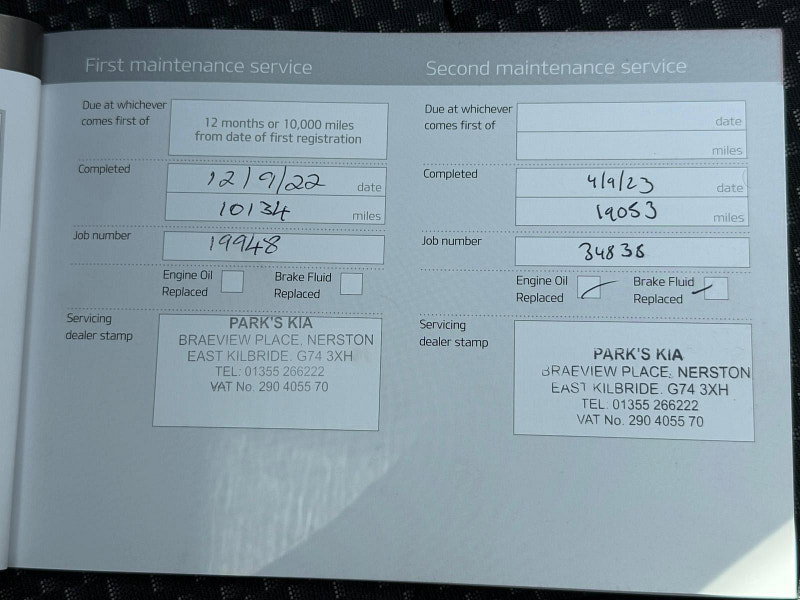 First maintenance service
Due at whichever
comes first of
12 months or 10,000 miles
from date of first registration
Completed
12/9/22 date
10134 miles
Job number
19948
Engine Oil
Replaced
Brake Fluid
Replaced
Servicing
dealer stamp
PARK'S KIA
BRAEVIEW PLACE, NERSTON
EAST KILBRIDE. G74 3XH
TEL: 01355 266222
VAT No. 290 4055 70
Second maintenance service
Due at whichever
comes first of
date
miles
Completed
4/9/23 date
19053 miles
Job number
34838
Engine Oil
Replaced
Brake Fluid
Replaced
Servicing
dealer stamp
PARK'S KIA
BRAEVIEW PLACE, NERSTON
EAST KILBRIDE. G74 3XH
TEL: 01355 266222
VAT No. 290 4055 70